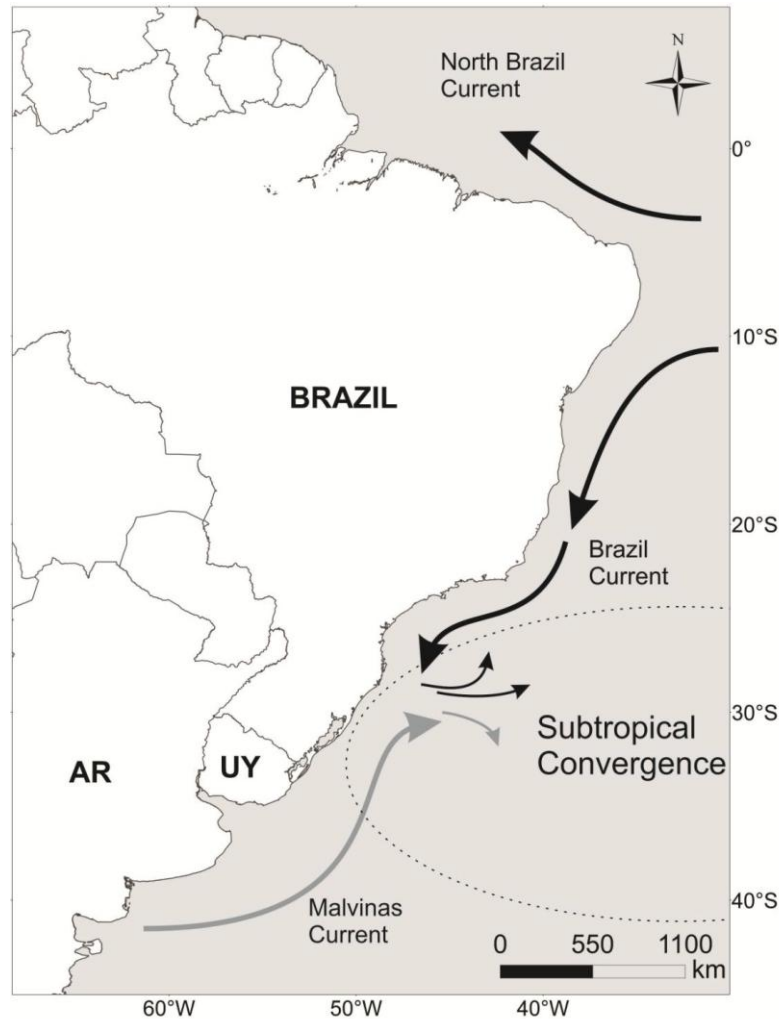 North Brazil
Current
N
0°
10°S
BRAZIL
20°S
Brazil
Current
30°S
Subtropical
Convergence
AR
UY
40°S
Malvinas
Current
0 550 1100
km
60°W 50°W 40°W